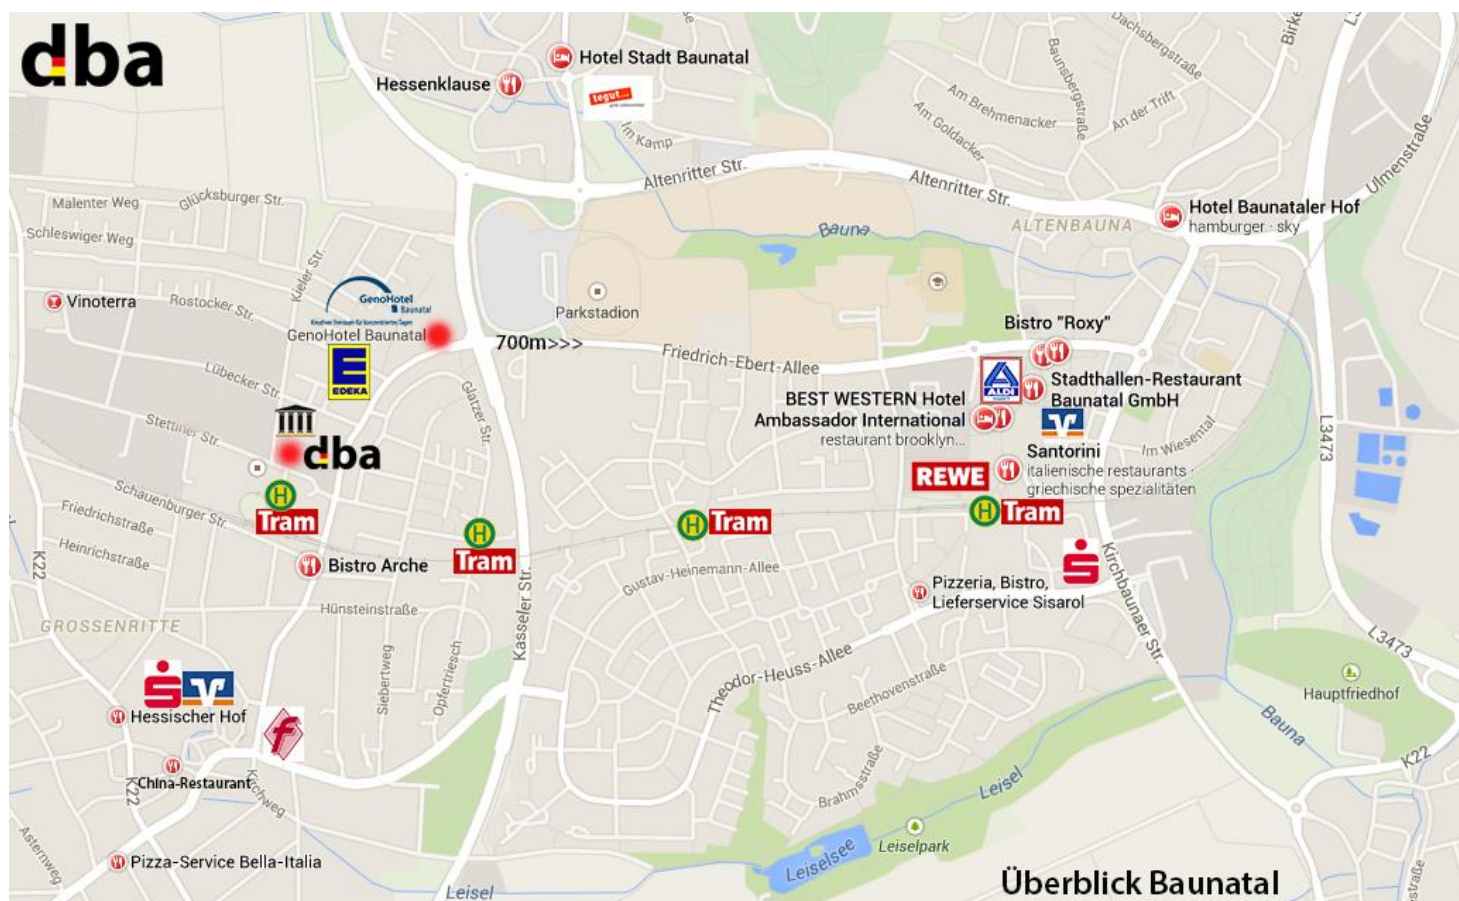 dba
Hotel Stadt Baunatal
Hessenklause
tegut...
Im Kamp
Altenritter Str.
Altenritter Str.
Am Brehmenacker
Am Goldacker
Baunsbergstraße
An der Trift
Dachsbergstraße
Birke
L3
Ulmenstraße
Malenter Weg
Glücksburger Str.
Schleswiger Weg
Hotel Baunataler Hof
hamburger · sky
ALTENBAUNA
Bauna
Kieler Str.
Vinoterra
Rostocker Str.
GenoHotel
Baunatal
GenoHotel Baunatal
Parkstadion
700m>>>
Friedrich-Ebert-Allee
Bistro "Roxy"
E
EDEKA
Lübecker Str.
Glatzer Str.
ALDI
Stadthallen-Restaurant
Baunatal GmbH
BEST WESTERN Hotel
Ambassador International
restaurant brooklyn...
Stettiner Str.
dba
Im Wiesental
L3473
Santorini
italienische restaurants ·
griechische spezialitäten
REWE
Schauenburger Str.
Friedrichstraße
Heinrichstraße
H
Tram
H
Tram
H
Tram
H
Tram
K22
Bistro Arche
Gustav-Heinemann-Allee
Kasseler Str.
Kirchbaunaer Str.
Pizzeria, Bistro,
Lieferservice Sisarol
Hünsteinstraße
GROSSENRITTE
Siebertweg
Opfertriesch
Theodor-Heuss-Allee
Beethovenstraße
L3473
Hauptfriedhof
Hessischer Hof
f
Bauna
K22
China-Restaurant
K22
Kirchweg
Brahmsstraße
Leisel
Asternweg
Pizza-Service Bella-Italia
Leiselsee
Leiselpark
Leisel
Überblick Baunatal
straße